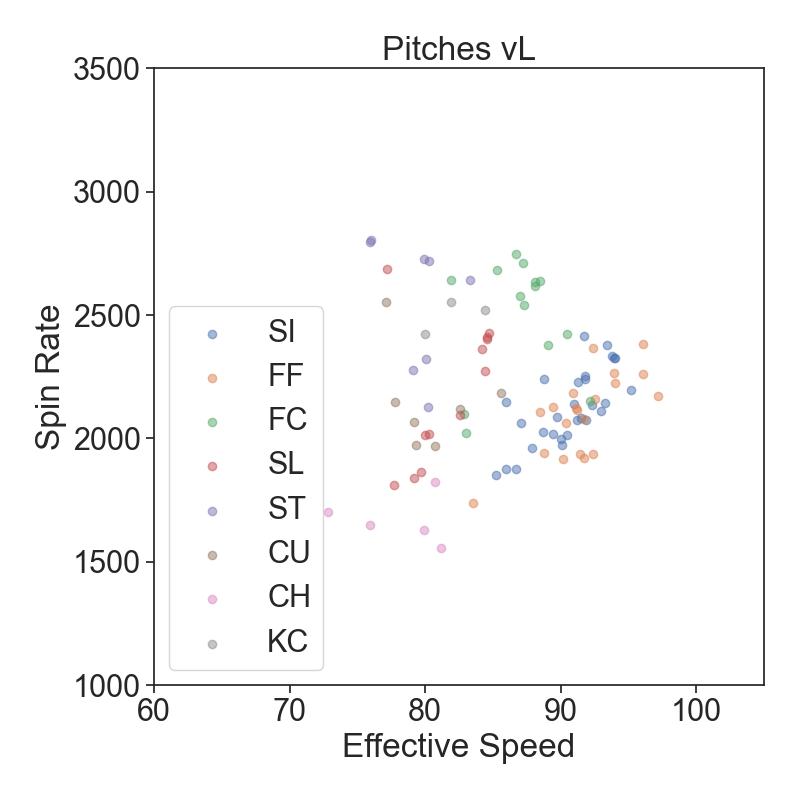 Pitches vL
3500
3000
2500
2000
1500
1000
Spin Rate
SI
FF
FC
SL
ST
CU
CH
KC
60 70 80 90 100
Effective Speed